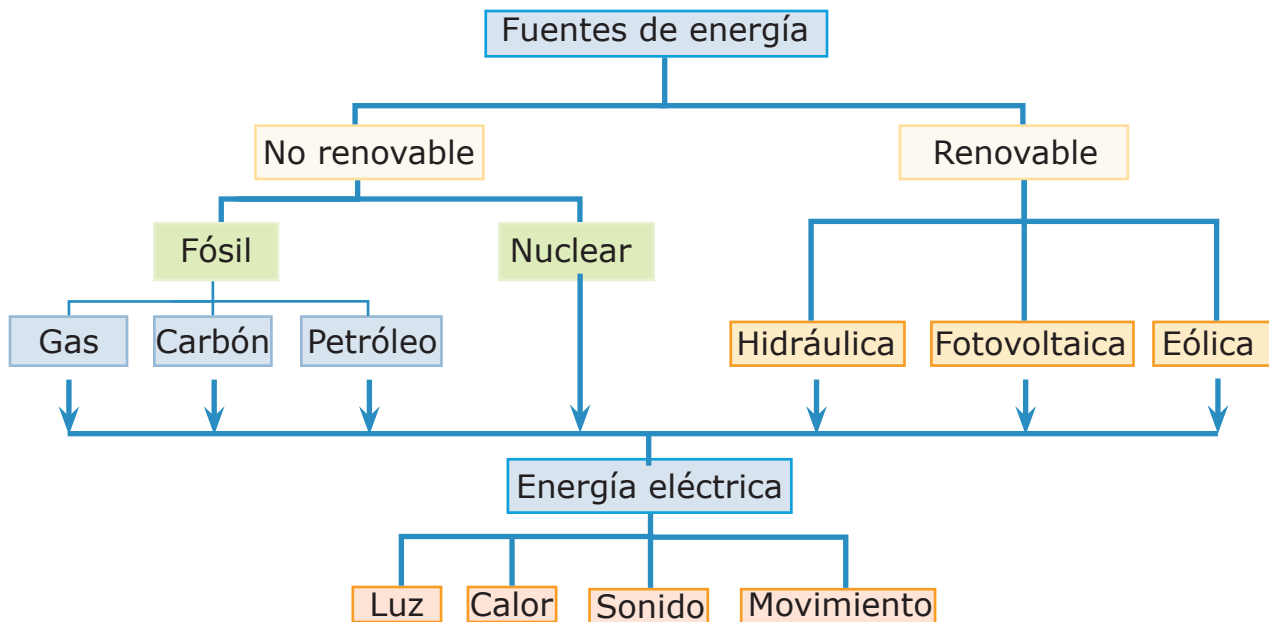 Fuentes de energía
No renovable
Renovable
Fósil
Nuclear
Gas
Carbón
Petróleo
Hidráulica
Fotovoltaica
Eólica
Energía eléctrica
Luz
Calor
Sonido
Movimiento